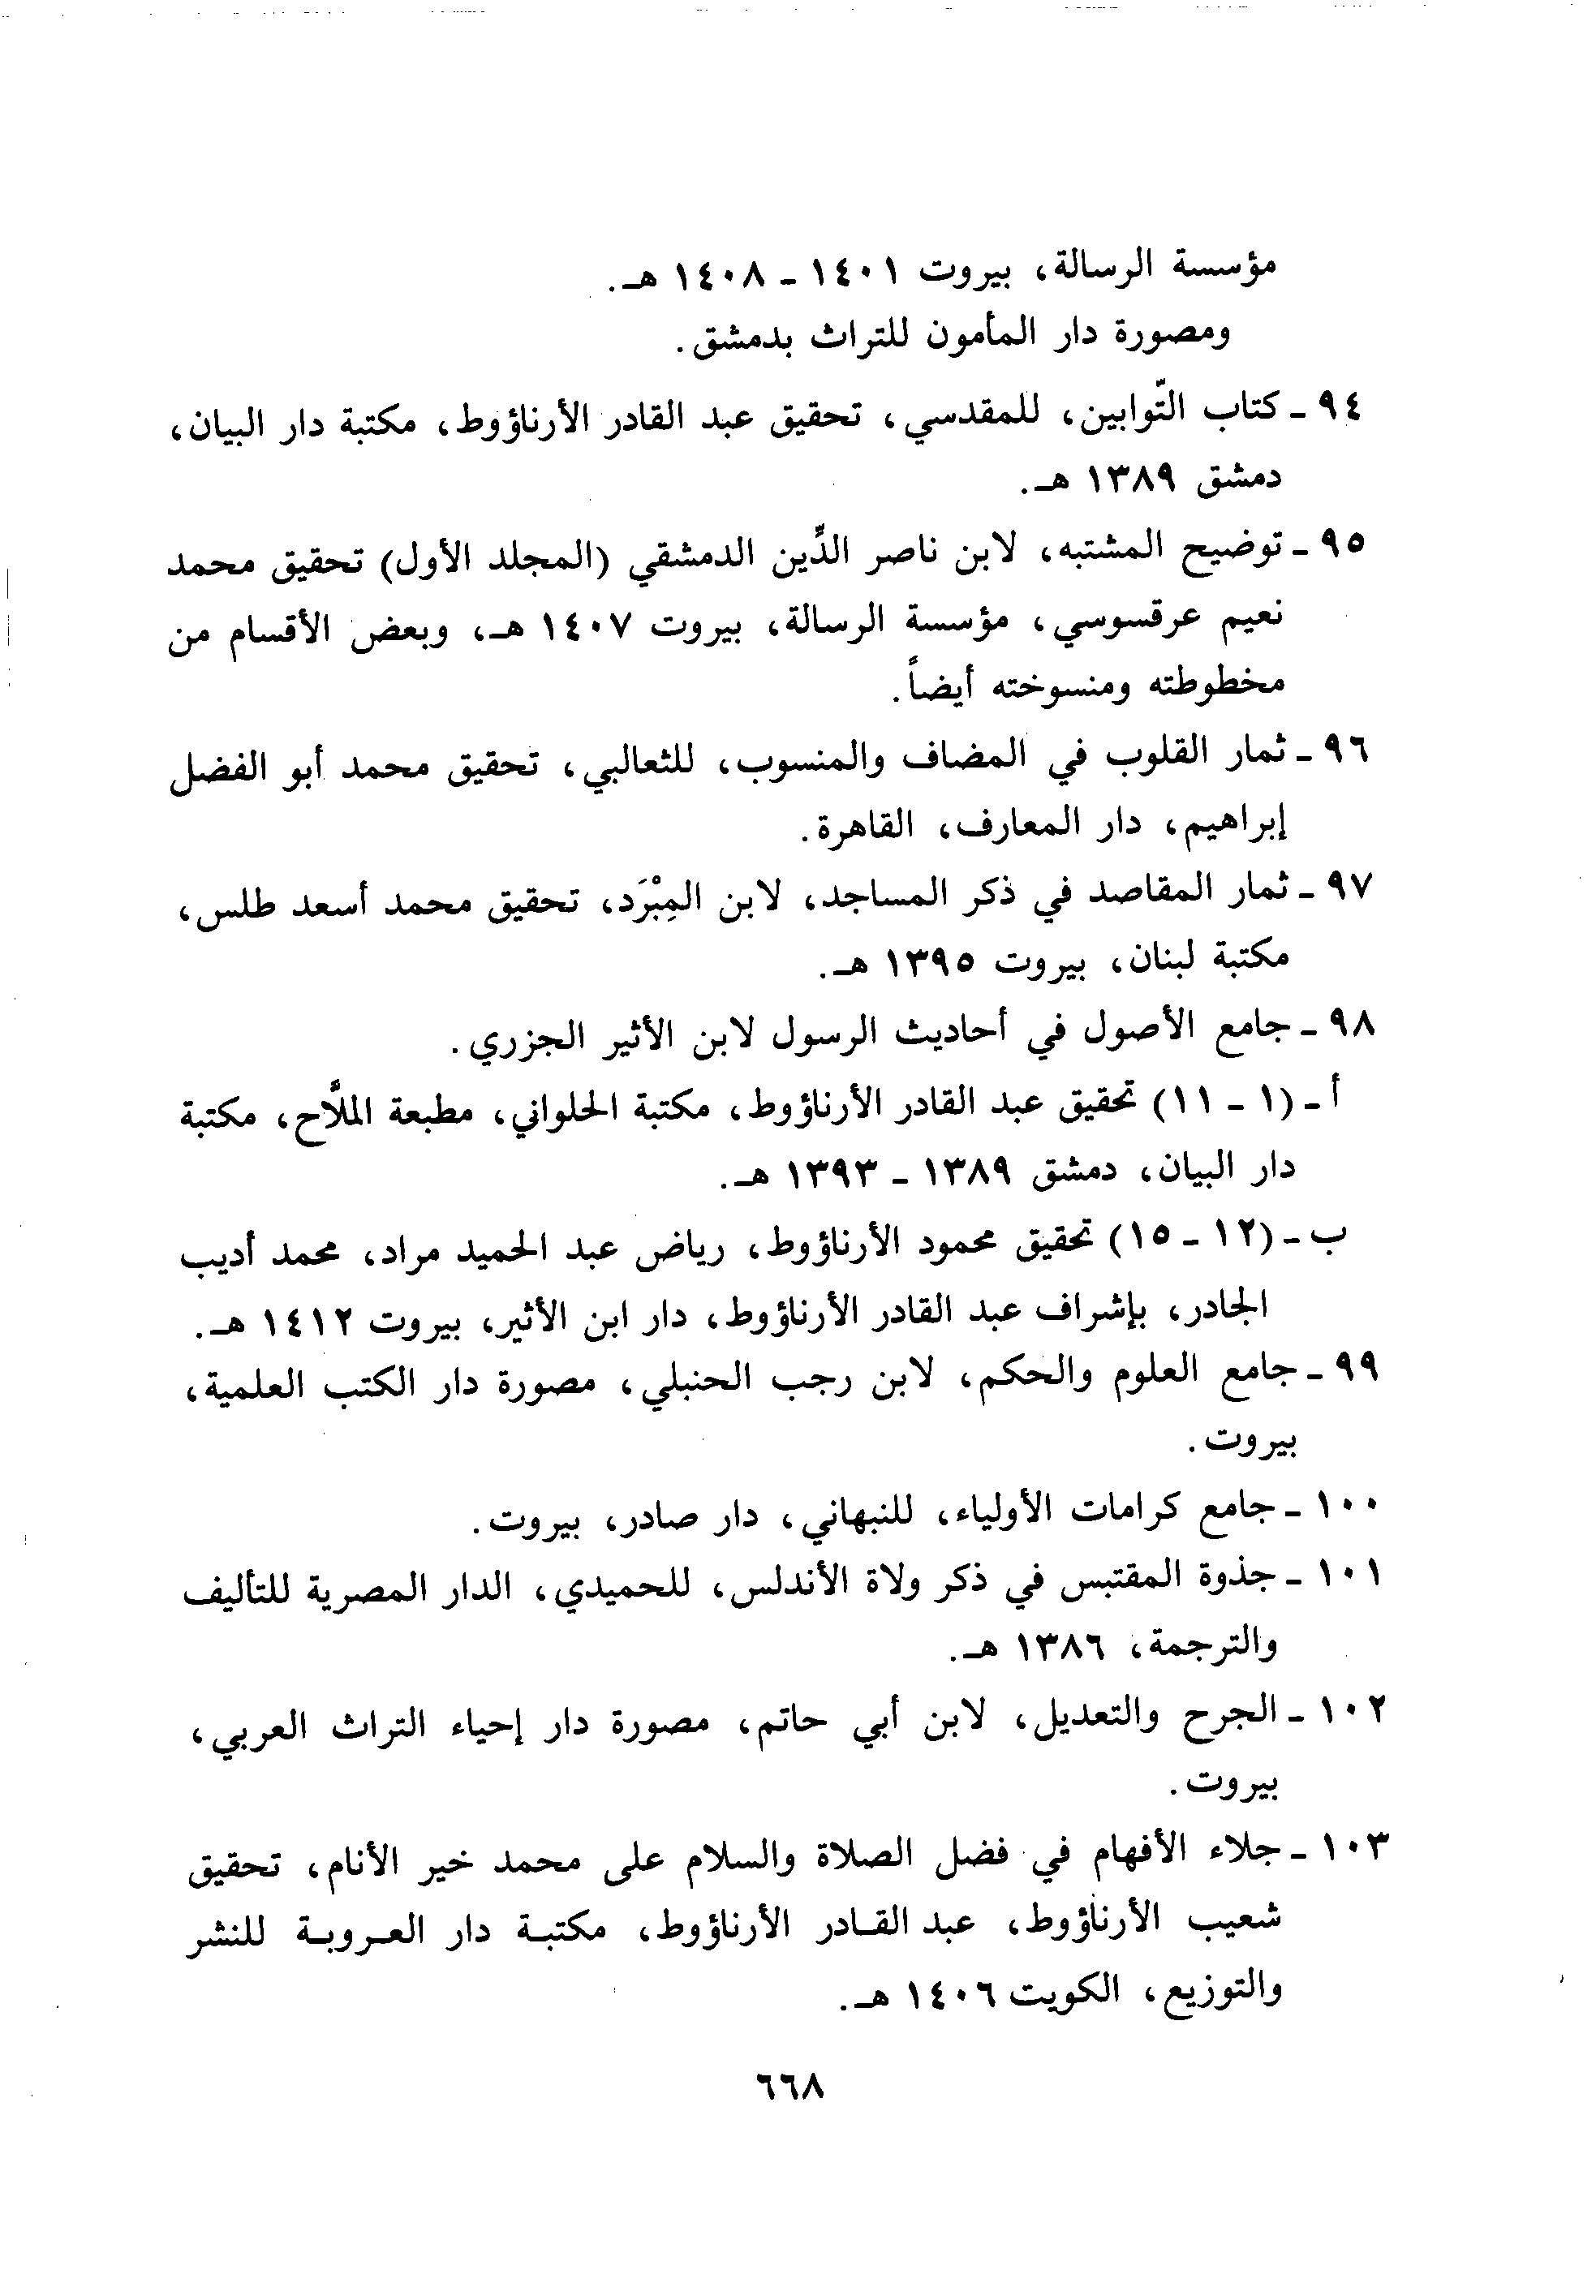 مؤسسة الرسالة، بيروت ١٤٠١ - ١٤٠٨ هـ.
ومصورة دار المأمون للتراث بدمشق.
٩٤ - كتاب التّوابين، للمقدسي، تحقيق عبد القادر الأرناؤوط، مكتبة دار البيان،
دمشق ١٣٨٩ هـ.
٩٥ - توضيح المشتبه، لابن ناصر الدِّين الدمشقي (المجلد الأول) تحقيق محمد
نعيم عرقسوسي، مؤسسة الرسالة، بيروت ١٤٠٧ هـ، وبعض الأقسام من
مخطوطته ومنسوخته أيضاً.
٩٦ - ثمار القلوب في المضاف والمنسوب، للثعالبي، تحقيق محمد أبو الفضل
إبراهيم، دار المعارف، القاهرة.
٩٧ - ثمار المقاصد في ذكر المساجد، لابن المِبْرَد، تحقيق محمد أسعد طلس،
مكتبة لبنان، بيروت ١٣٩٥ هـ.
٩٨ - جامع الأصول في أحاديث الرسول لابن الأثير الجزري.
أ - (١ - ١١) تحقيق عبد القادر الأرناؤوط، مكتبة الحلواني، مطبعة الملاَّح، مكتبة
دار البيان، دمشق ١٣٨٩ - ١٣٩٣ هـ.
ب - (١٢ - ١٥) تحقيق محمود الأرناؤوط، رياض عبد الحميد مراد، محمد أديب
الجادر، بإشراف عبد القادر الأرناؤوط، دار ابن الأثير، بيروت ١٤١٢ هـ.
٩٩ - جامع العلوم والحكم، لابن رجب الحنبلي، مصورة دار الكتب العلمية،
بيروت.
١٠٠ - جامع كرامات الأولياء، للنبهاني، دار صادر، بيروت.
١٠١ - جذوة المقتبس في ذكر ولاة الأندلس، للحميدي، الدار المصرية للتأليف
والترجمة، ١٣٨٦ هـ.
١٠٢ - الجرح والتعديل، لابن أبي حاتم، مصورة دار إحياء التراث العربي،
بيروت.
١٠٣ - جلاء الأفهام في فضل الصلاة والسلام على محمد خير الأنام، تحقيق
شعيب الأرناؤوط، عبد القـادر الأرناؤوط، مكتبـة دار العـروبـة للنشر
والتوزيع، الكويت ١٤٠٦ هـ.
٦٦٨